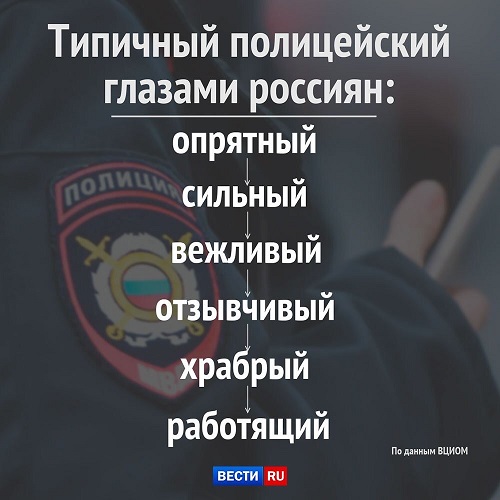 Типичный полицейский
глазами россиян:
опрятный
сильный
вежливый
отзывчивый
храбрый
работящий
ПОЛИЦИЯ
По данным ВЦИОМ
ВЕСТИ RU